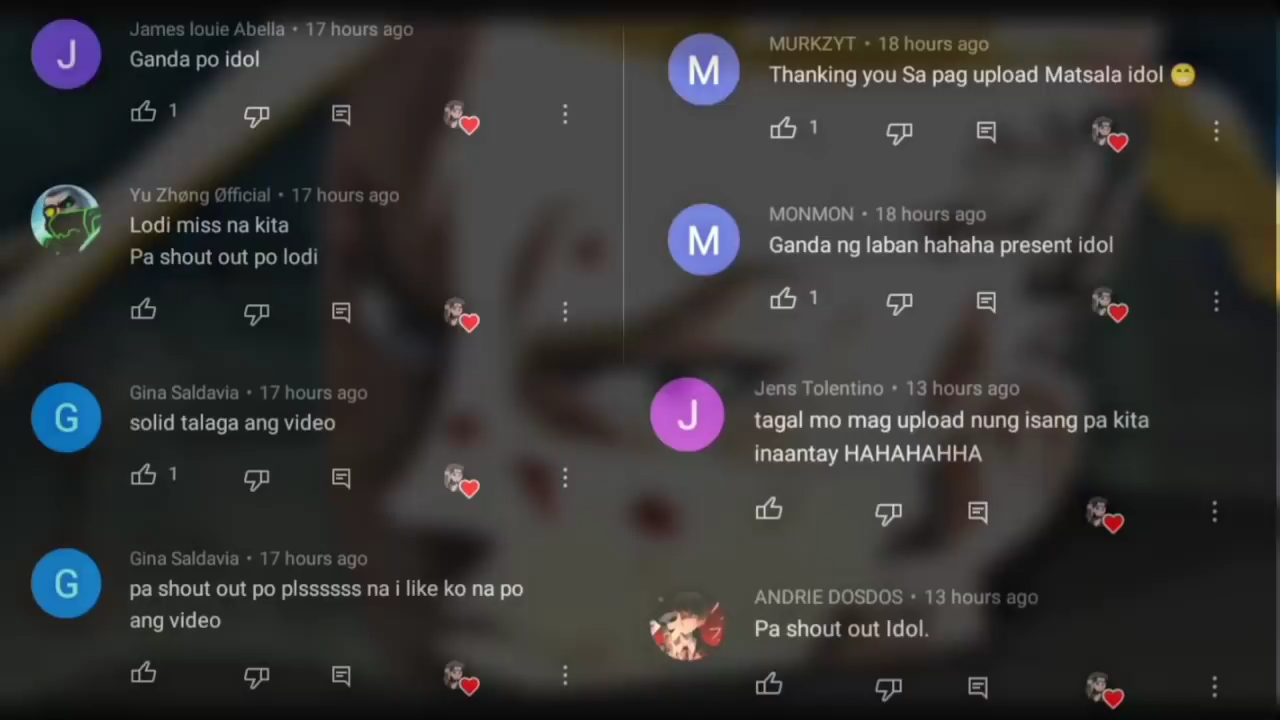 James louie Abella • 17 hours ago
Ganda po idol
1
Yu Zhøng Øfficial • 17 hours ago
Lodi miss na kita
Pa shout out po lodi
G
Gina Saldavia • 17 hours ago
solid talaga ang video
1
G
Gina Saldavia • 17 hours ago
pa shout out po plssssss na i like ko na po
ang video
J
M
MURKZYT • 18 hours ago
Thanking you Sa pag upload Matsala idol 😁
1
M
MONMON • 18 hours ago
Ganda ng laban hahaha present idol
1
J
Jens Tolentino • 13 hours ago
tagal mo mag upload nung isang pa kita
inaantay HAHAHAHHA
ANDRIE DOSDOS • 13 hours ago
Pa shout out Idol.